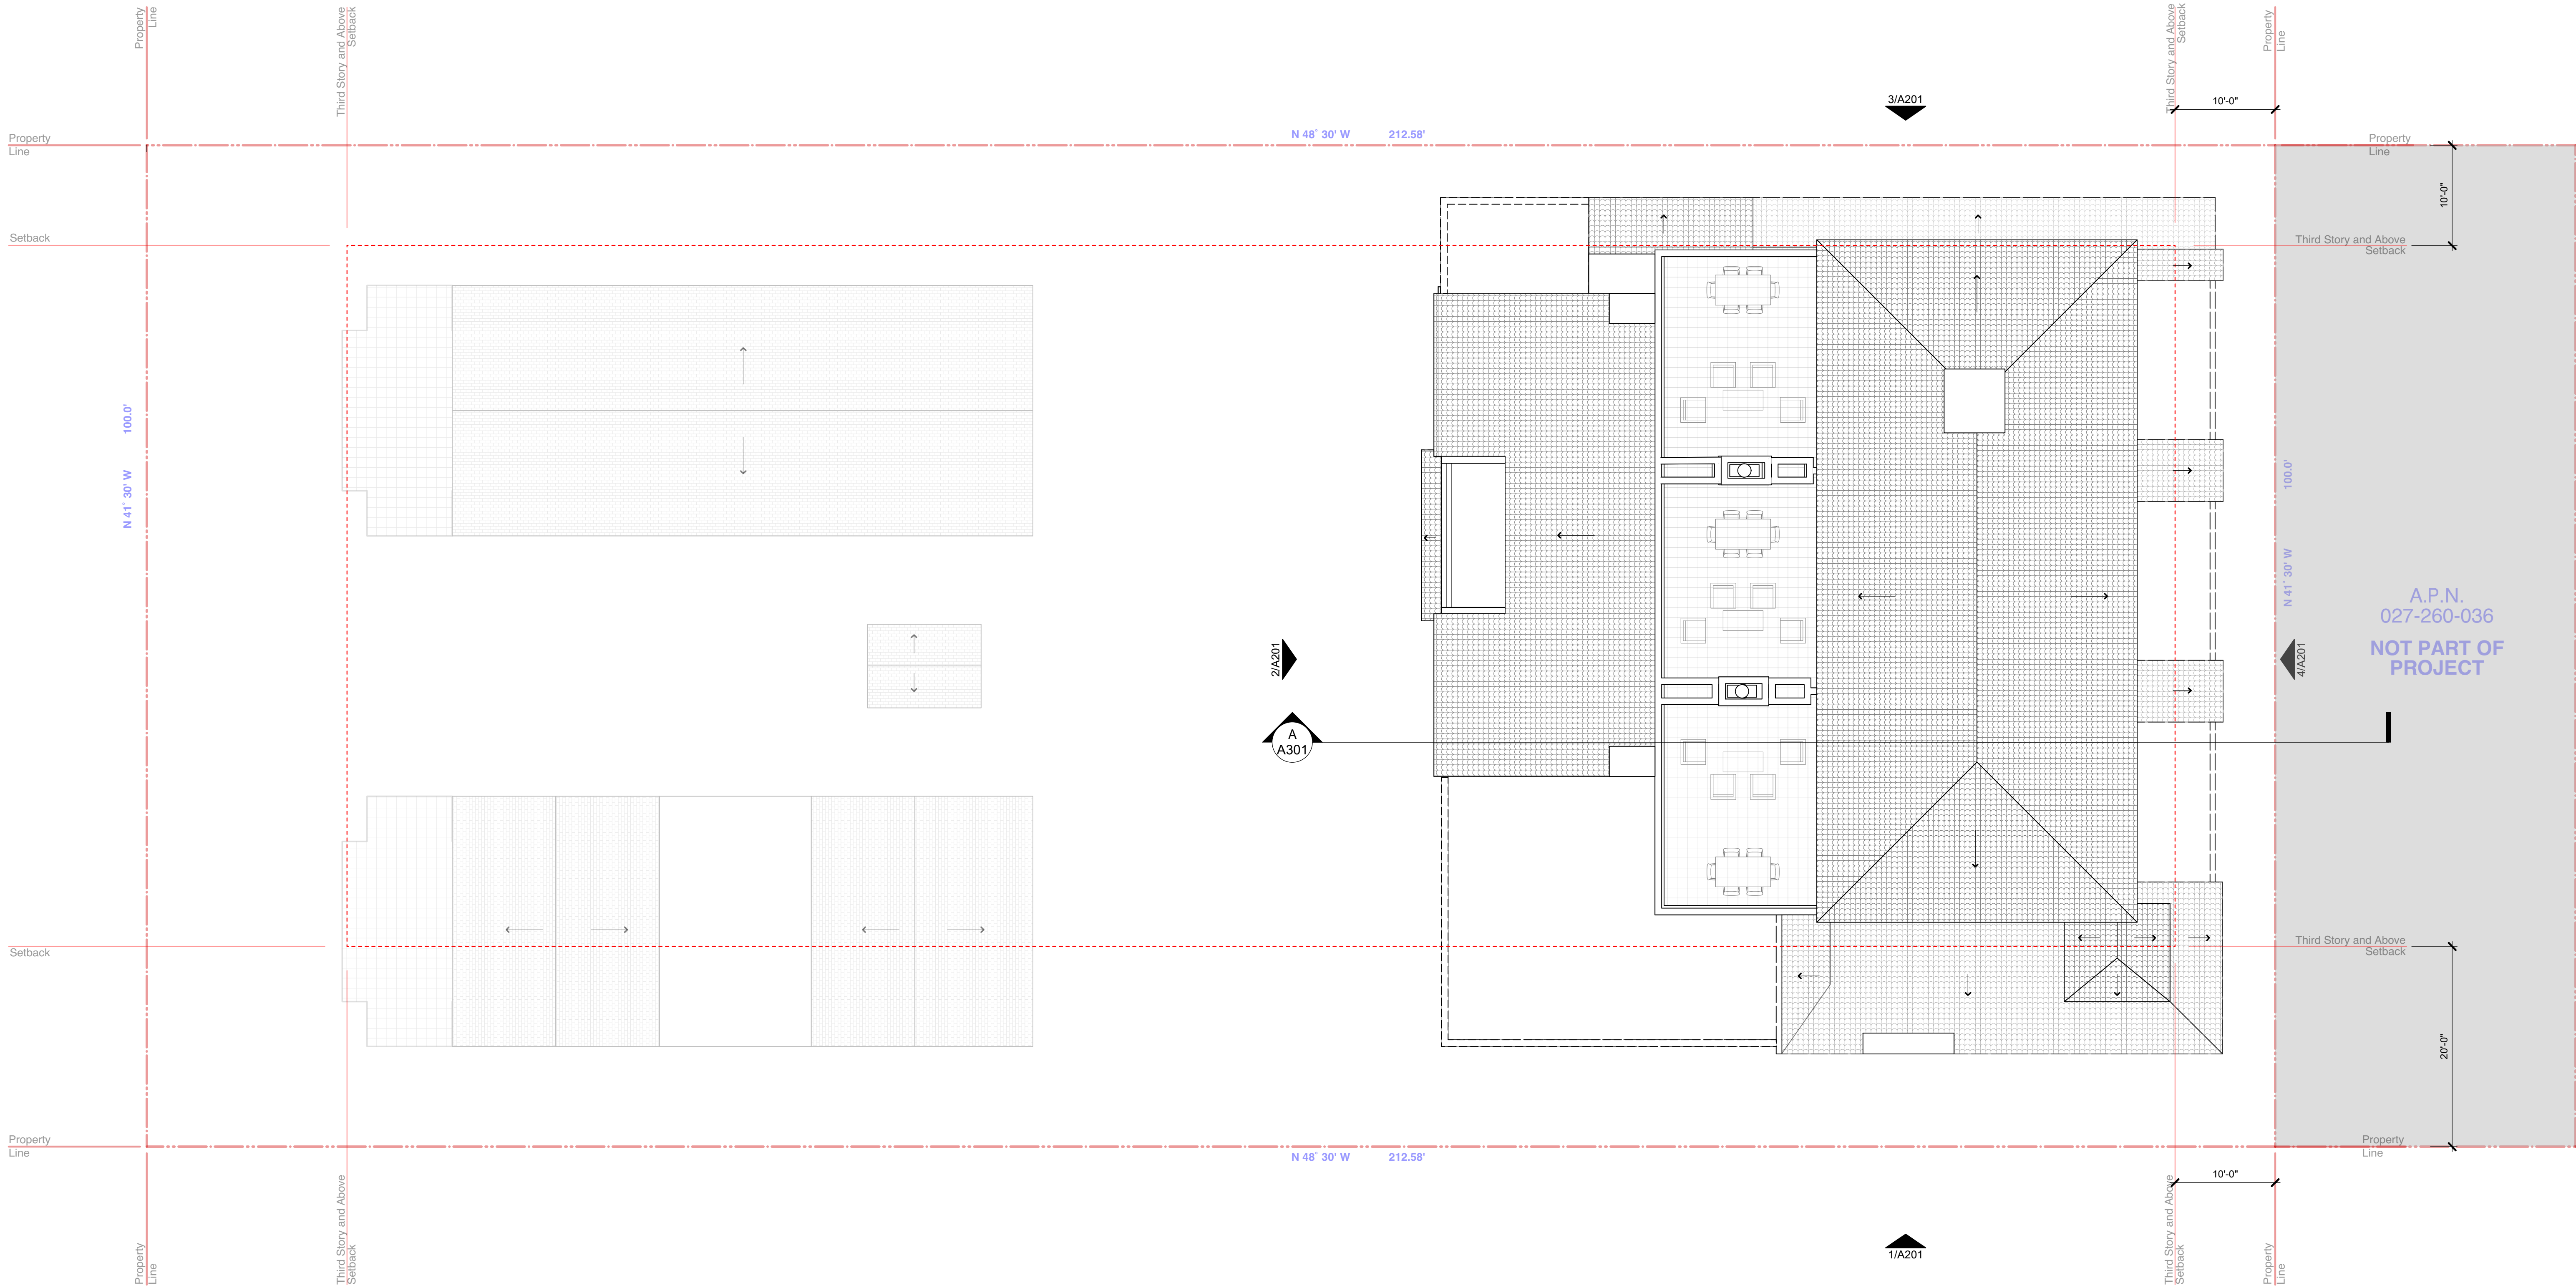 Property
Line
Third Story and Above
Setback
Third Story and Above
Setback
Property
Line
3/A201
10'-0"
Property
Line
N 48° 30' W 212.58'
Property
Line
10'-0"
Setback
Third Story and Above
Setback
N 41° 30' W 100.0'
N 41° 30' W 100.0'
A.P.N.
027-260-036
NOT PART OF
PROJECT
2/A201
4/A201
A
A301
Setback
Third Story and Above
Setback
20'-0"
Property
Line
N 48° 30' W 212.58'
Property
Line
10'-0"
Property
Line
Third Story and Above
Setback
1/A201
Third Story and Above
Setback
Property
Line